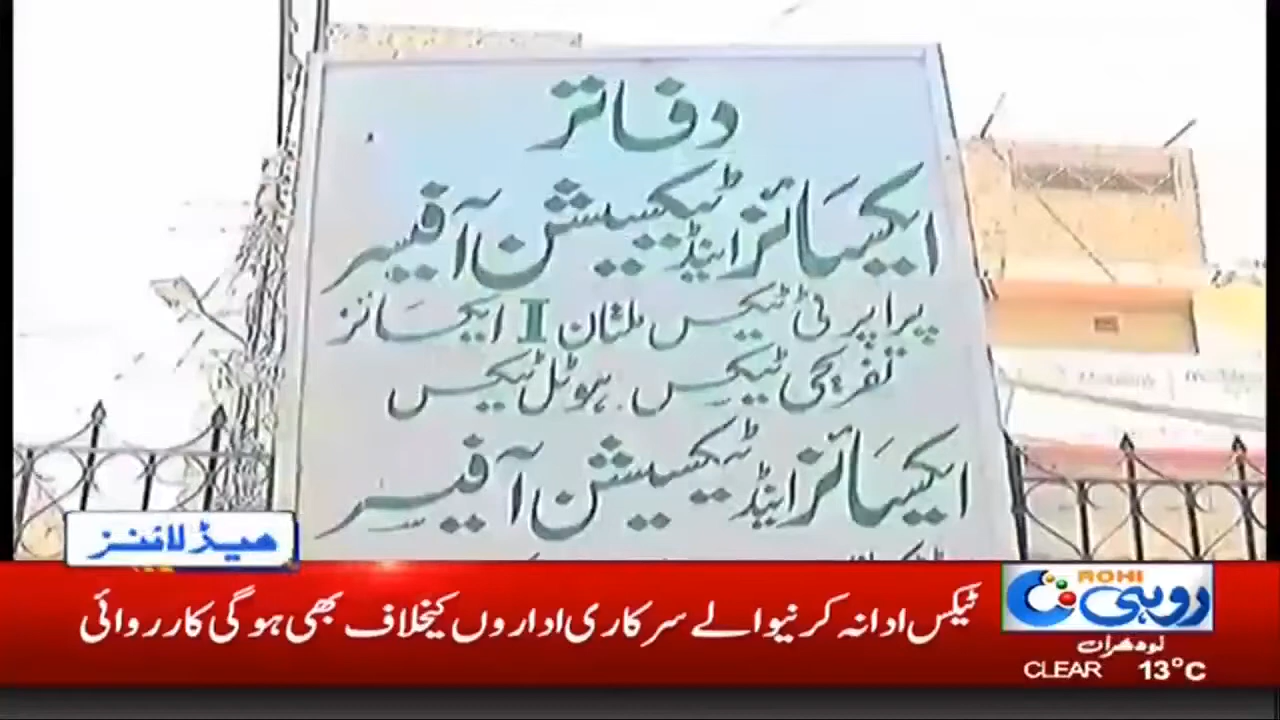 دفاتر
ایکسائز اینڈ ٹیکسیشن آفیسر
پراپرٹی ٹیکس ملتان II ایکسائز
تفریحی ٹیکس . ہوٹل ٹیکس
ایکسائز اینڈ ٹیکسیشن آفیسر
ھیڈ لائنز
ٹیکس ادا نہ کرنیوالے سرکاری اداروں کیخلاف بھی ہوگی کارروائی
ROHI
روہی
لودھراں
CLEAR 13°C